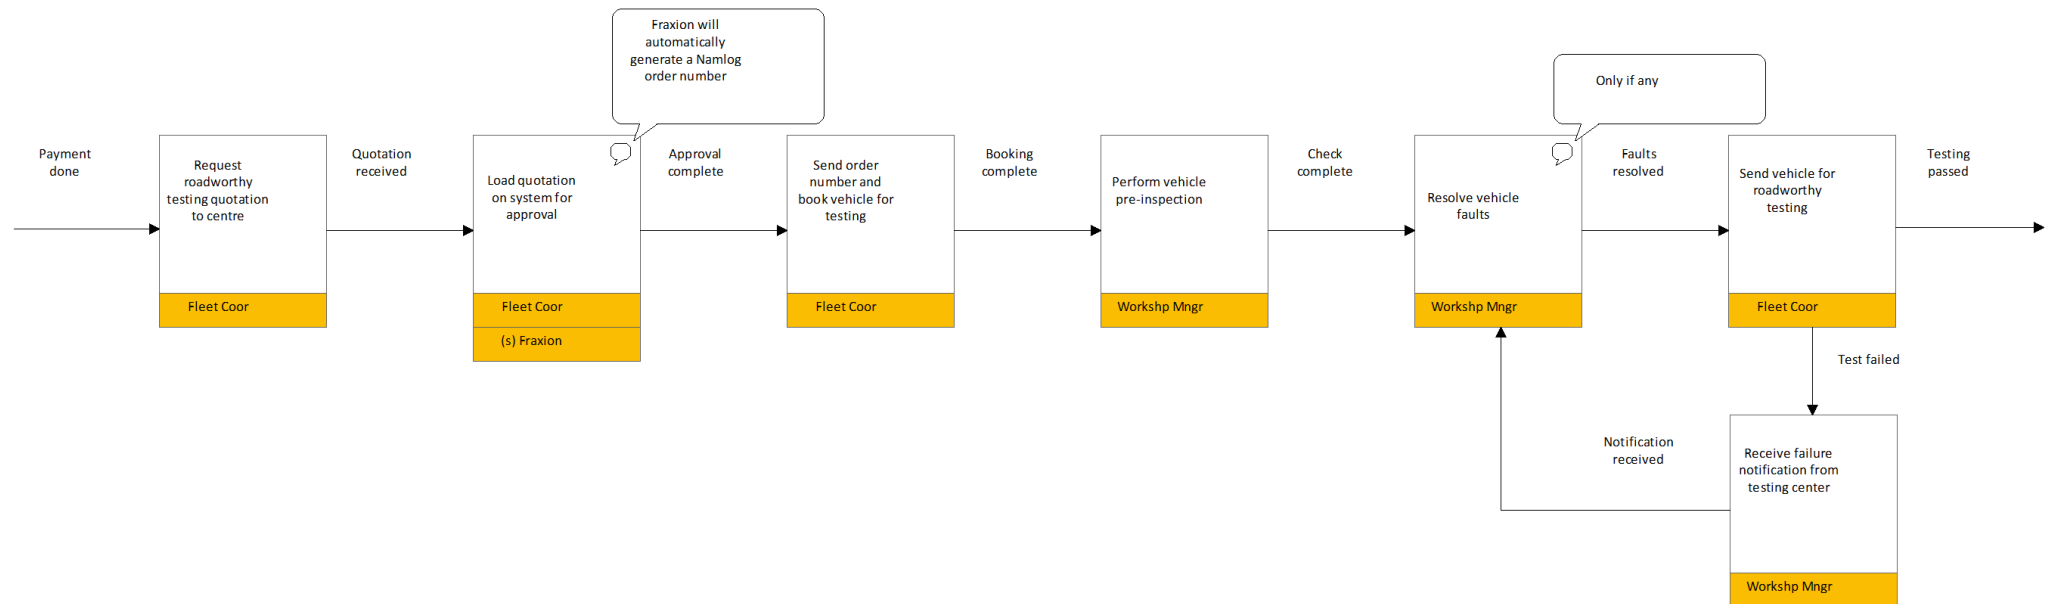 Fraxion will
automatically
generate a Namlog
order number
Only if any
Payment
done
Request
roadworthy
testing quotation
to centre
Fleet Coor
Quotation
received
Load quotation
on system for
approval
Fleet Coor
(s) Fraxion
Approval
complete
Send order
number and
book vehicle for
testing
Fleet Coor
Booking
complete
Perform vehicle
pre-inspection
Workshp Mngr
Check
complete
Resolve vehicle
faults
Workshp Mngr
Faults
resolved
Send vehicle for
roadworthy
testing
Fleet Coor
Testing
passed
Test failed
Notification
received
Receive failure
notification from
testing center
Workshp Mngr